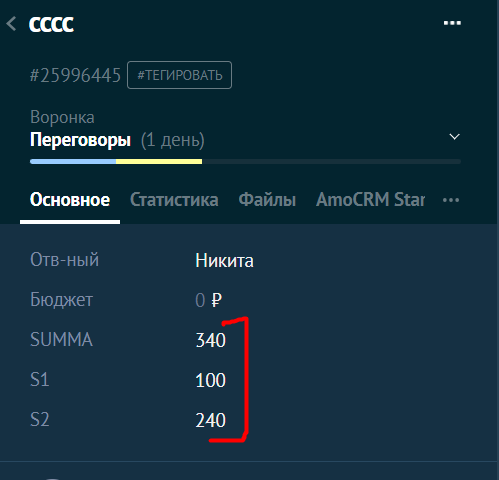 сссс
#25996445 #ТЕГИРОВАТЬ
Воронка
Переговоры (1 день)
Основное Статистика Файлы AmoCRM Star
Отв-ный Никита
Бюджет 0 ₽
SUMMA 340
S1 100
S2 240